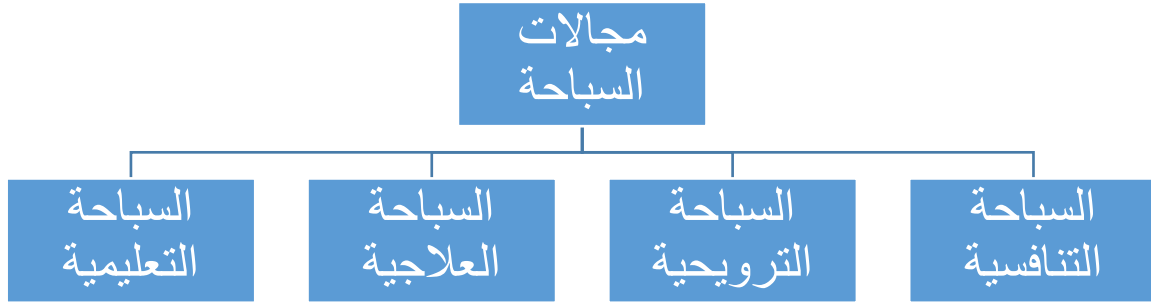 مجالات
السباحة
السباحة
التنافسية
السباحة
الترويحية
السباحة
العلاجية
السباحة
التعليمية